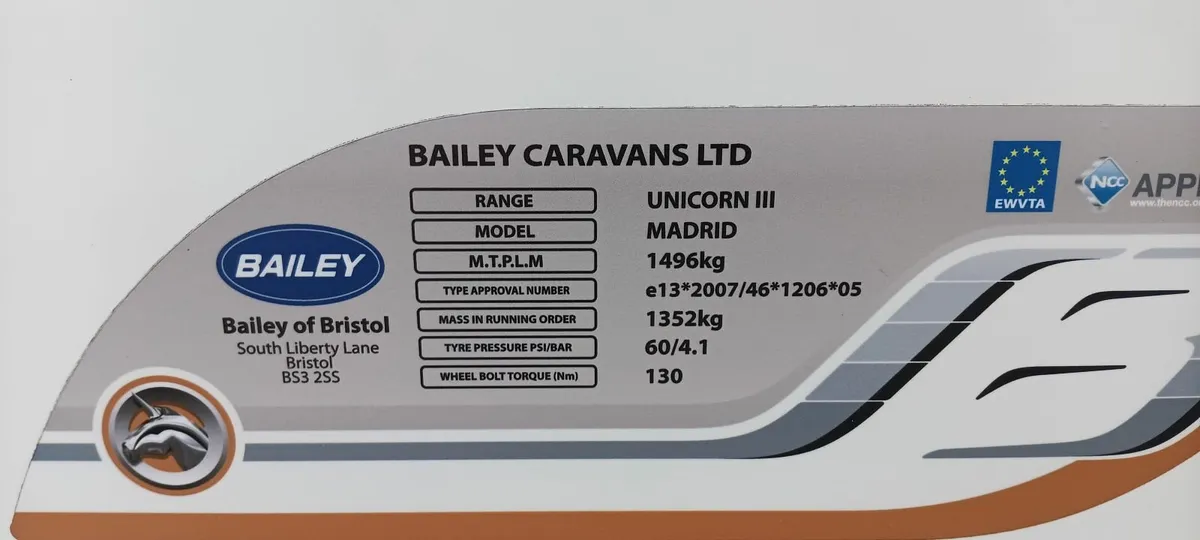 BAILEY CARAVANS LTD
RANGE UNICORN III
MODEL MADRID
M.T.P.L.M 1496kg
TYPE APPROVAL NUMBER e13*2007/46*1206*05
MASS IN RUNNING ORDER 1352kg
TYRE PRESSURE PSI/BAR 60/4.1
WHEEL BOLT TORQUE (Nm) 130
BAILEY
Bailey of Bristol
South Liberty Lane
Bristol
BS3 2SS
EWVTA
NCC